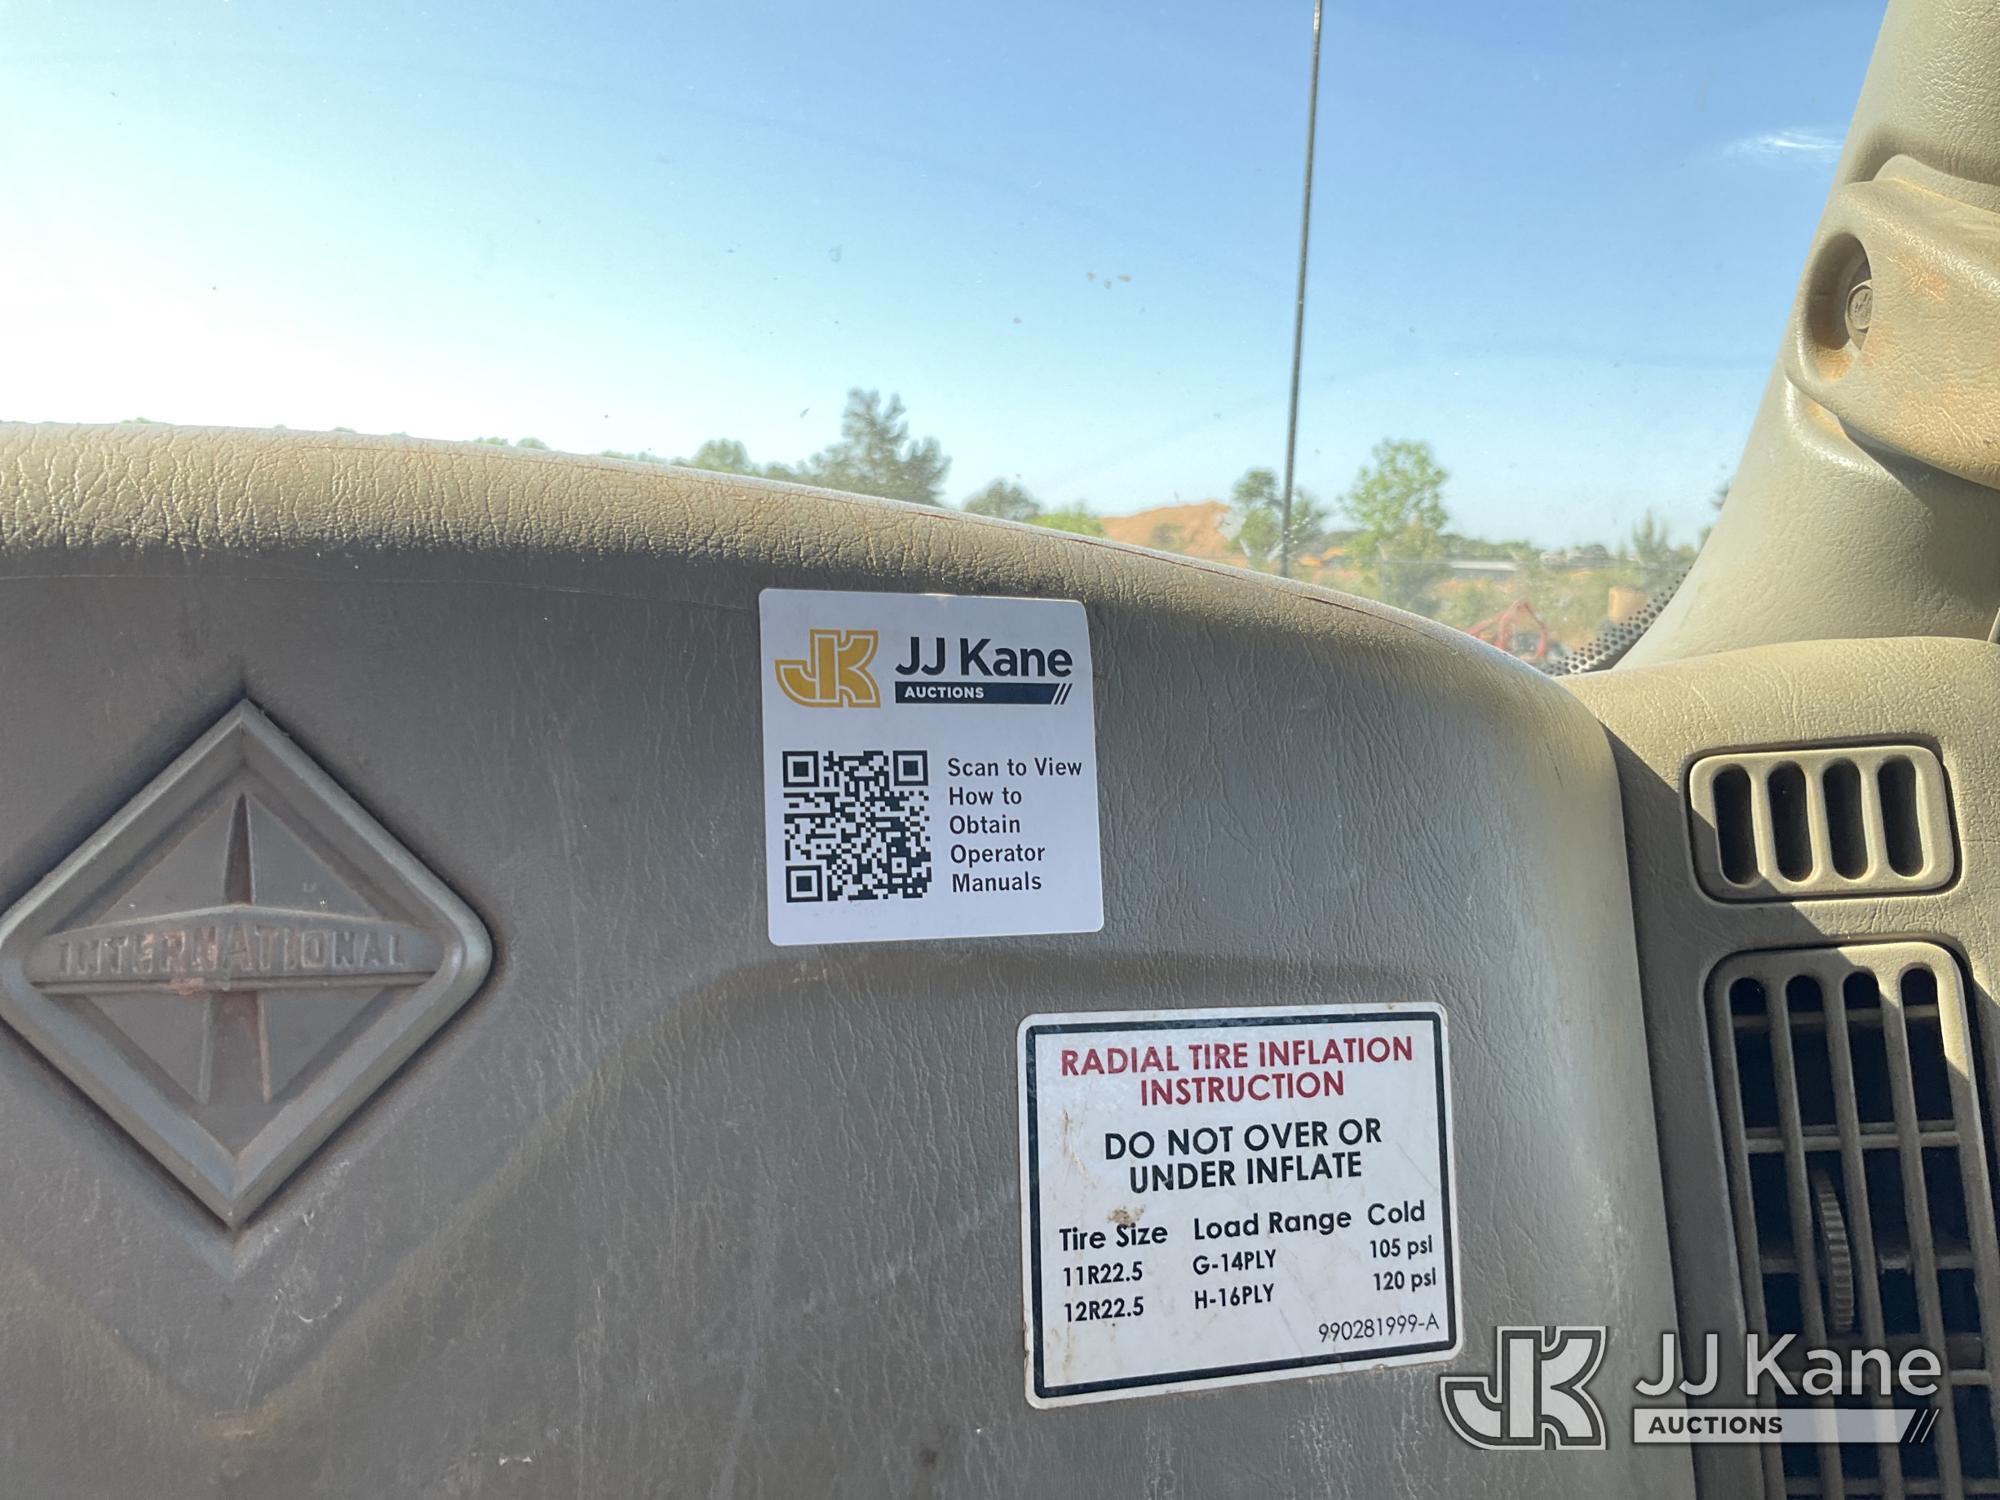 JK JJ Kane
AUCTIONS
Scan to View
How to
Obtain
Operator
Manuals
INTERNATIONAL
RADIAL TIRE INFLATION
INSTRUCTION
DO NOT OVER OR
UNDER INFLATE
Tire Size Load Range Cold
11R22.5 G-14PLY 105 psi
12R22.5 H-16PLY 120 psi
990281999-A
JK JJ Kane
AUCTIONS